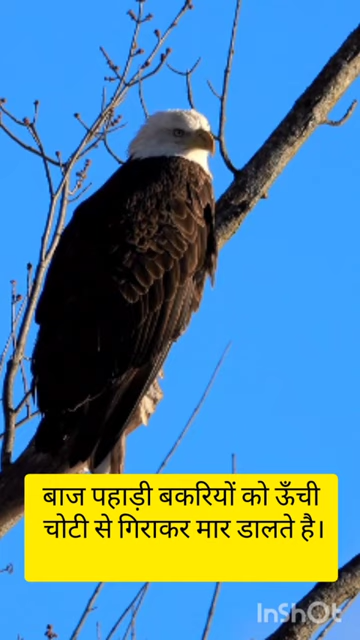 बाज पहाड़ी बकरियों को ऊँची
चोटी से गिराकर मार डालते है।
InShOt